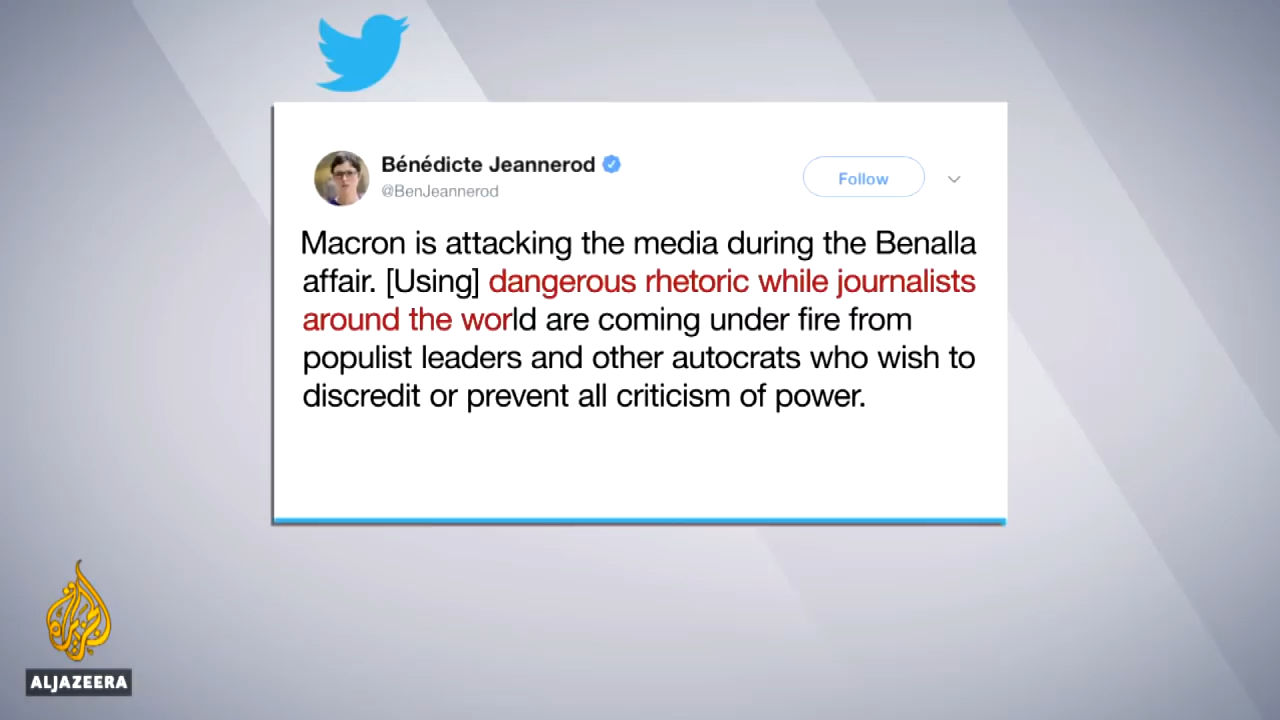 Bénédicte Jeannerod
@BenJeannerod
Follow
Macron is attacking the media during the Benalla
affair. [Using] dangerous rhetoric while journalists
around the world are coming under fire from
populist leaders and other autocrats who wish to
discredit or prevent all criticism of power.
ALJAZEERA